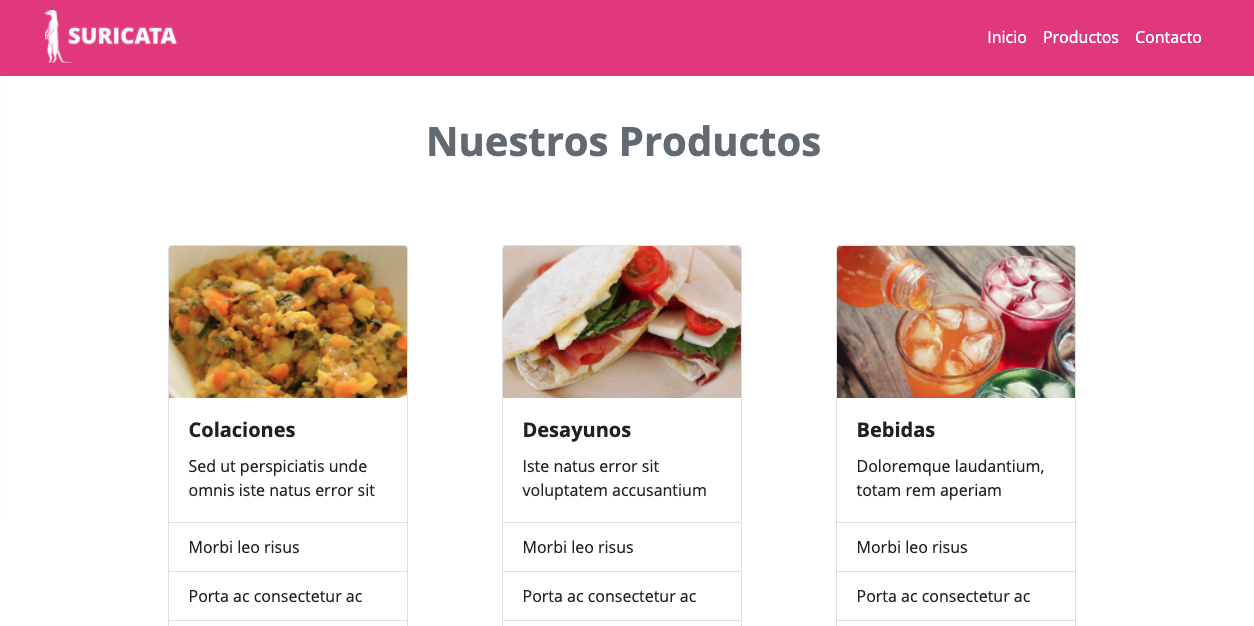 SURICATA
Inicio Productos Contacto
Nuestros Productos
Colaciones
Sed ut perspiciatis unde
omnis iste natus error sit
Morbi leo risus
Porta ac consectetur ac
Desayunos
Iste natus error sit
voluptatem accusantium
Morbi leo risus
Porta ac consectetur ac
Bebidas
Doloremque laudantium,
totam rem aperiam
Morbi leo risus
Porta ac consectetur ac